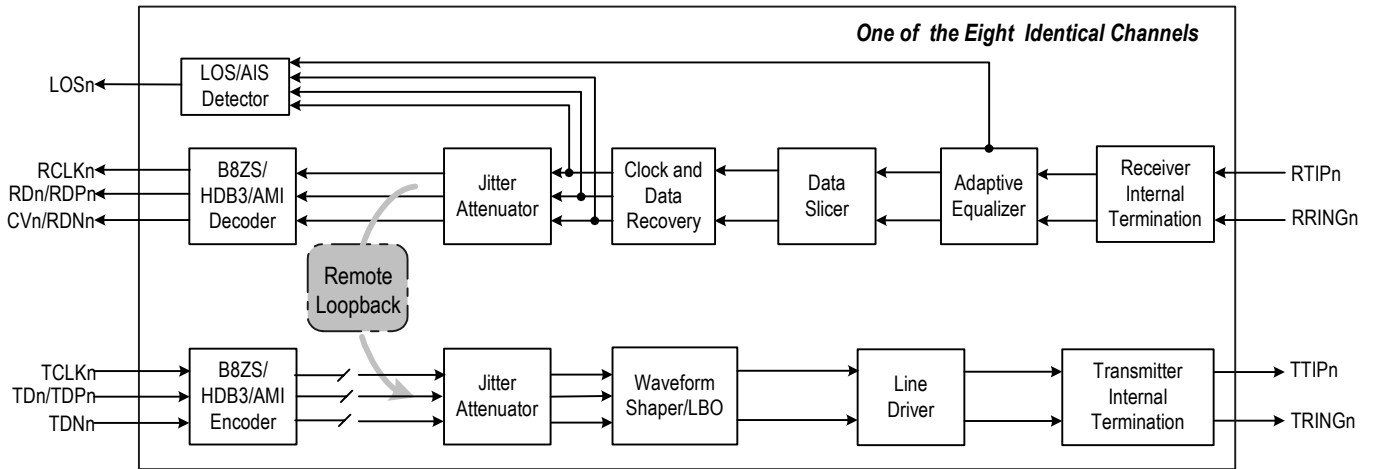 One of the Eight Identical Channels
LOSn
LOS/AIS
Detector
RCLKn
RDn/RDPn
CVn/RDNn
B8ZS/
HDB3/AMI
Decoder
Jitter
Attenuator
Clock and
Data
Recovery
Data
Slicer
Adaptive
Equalizer
Receiver
Internal
Termination
RTIPn
RRINGn
Remote
Loopback
TCLKn
TDn/TDPn
TDNn
B8ZS/
HDB3/AMI
Encoder
Jitter
Attenuator
Waveform
Shaper/LBO
Line
Driver
Transmitter
Internal
Termination
TTIPn
TRINGn